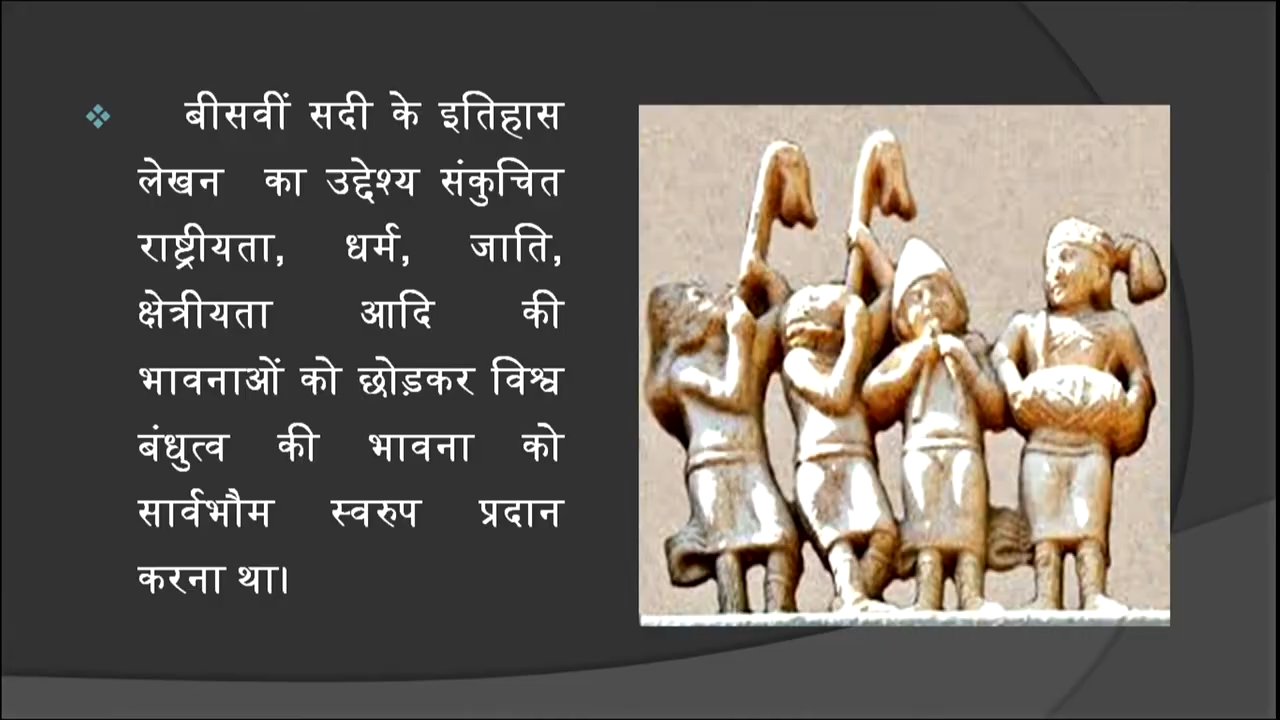 बीसवीं सदी के इतिहास
लेखन का उद्देश्य संकुचित
राष्ट्रीयता, धर्म, जाति,
क्षेत्रीयता आदि की
भावनाओं को छोड़कर विश्व
बंधुत्व की भावना को
सार्वभौम स्वरुप प्रदान
करना था।